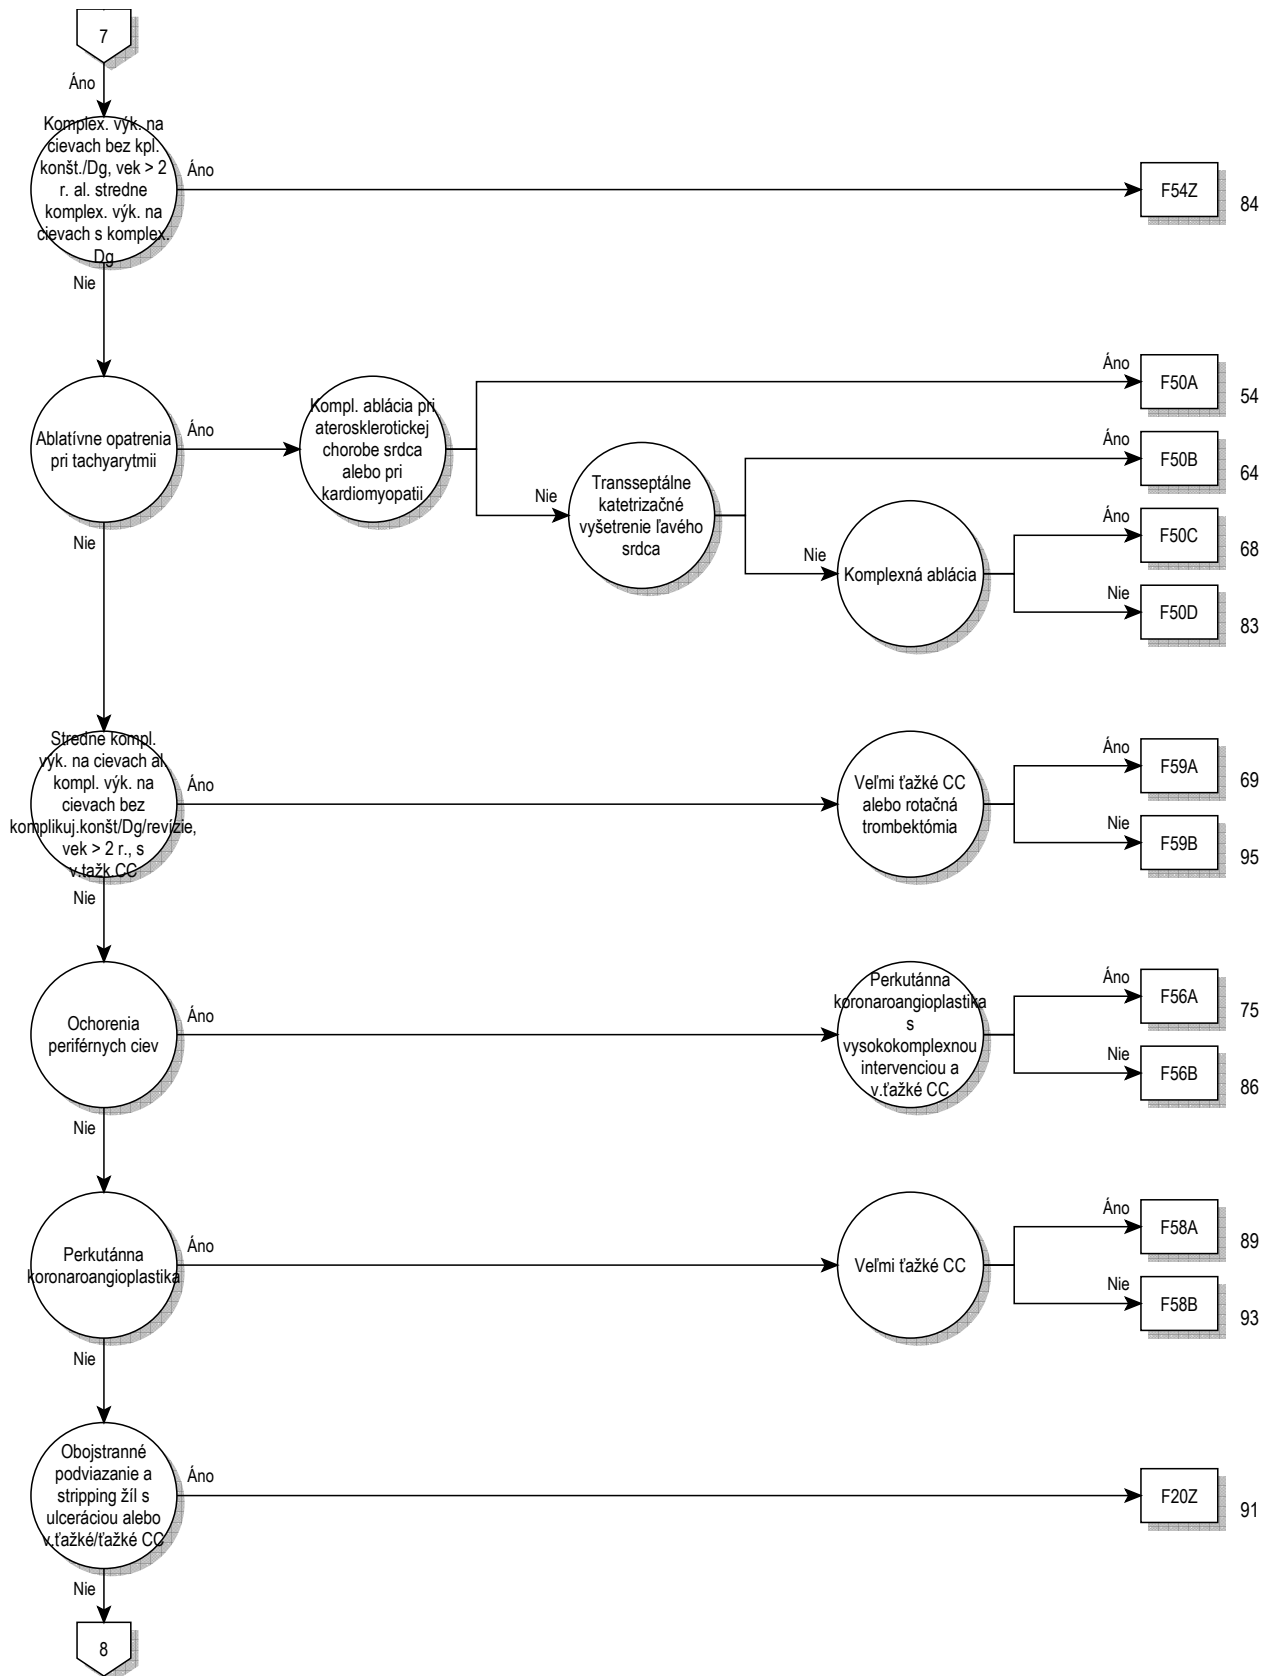 7
Áno
Komplex. výk. na
cievach bez kpl.
konšt./Dg, vek > 2
r. al. stredne
komplex. výk. na
cievach s komplex.
Dg
Áno
F54Z
84
Nie
Ablatívne opatrenia
pri tachyarytmii
Áno
Kompl. ablácia pri
aterosklerotickej
chorobe srdca
alebo pri
kardiomyopatii
Áno
F50A
54
Nie
Transseptálne
katetrizačné
vyšetrenie ľavého
srdca
Áno
F50B
64
Nie
Komplexná ablácia
Áno
F50C
68
Nie
F50D
83
Nie
Stredne kompl.
výk. na cievach al
kompl. výk. na
cievach bez
komplikuj.konšt/Dg/revízie,
vek > 2 r., s
v.tažk.CC
Áno
Veľmi ťažké CC
alebo rotačná
trombektómia
Áno
F59A
69
Nie
F59B
95
Nie
Ochorenia
periférnych ciev
Áno
Perkutánna
koronaroangioplastika
s
vysokokomplexnou
intervenciou a
v.ťažké CC
Áno
F56A
75
Nie
F56B
86
Nie
Perkutánna
koronaroangioplastika
Áno
Veľmi ťažké CC
Áno
F58A
89
Nie
F58B
93
Nie
Obojstranné
podviazanie a
stripping žíl s
ulceráciou alebo
v.ťažké/ťažké CC
Áno
F20Z
91
Nie
8